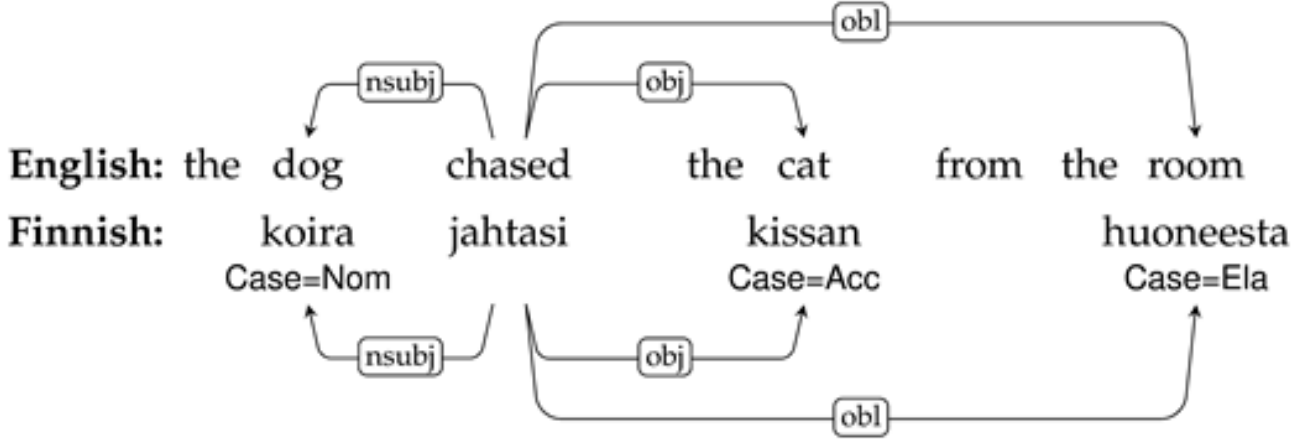 obl
nsubj obj
English: the dog chased the cat from the room
Finnish: koira jahtasi kissan huoneesta
Case=Nom Case=Acc Case=Ela
nsubj obj
obl